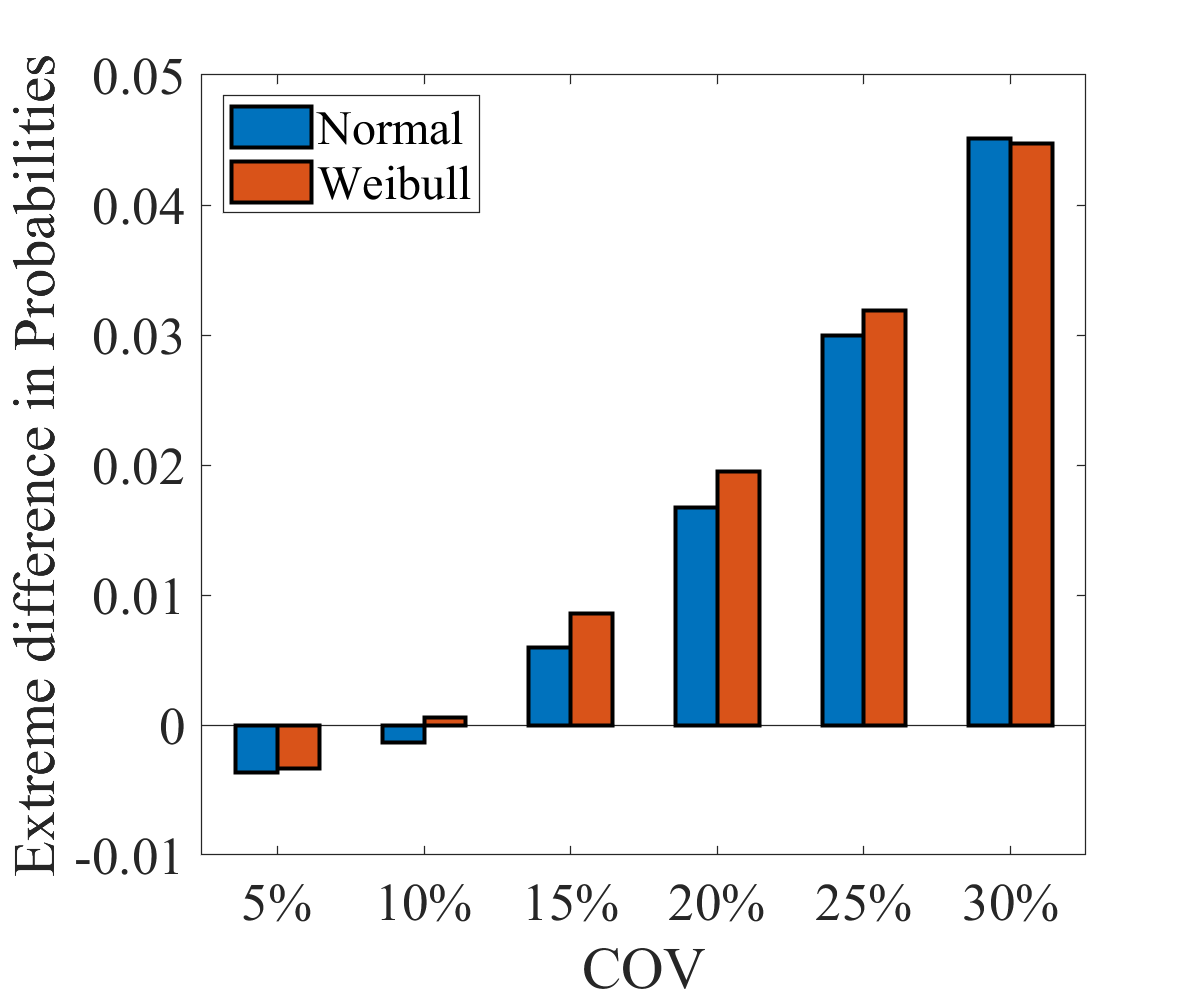 Extreme difference in Probabilities
0.05
0.04
0.03
0.02
0.01
0
-0.01
Normal
Weibull
5% 10% 15% 20% 25% 30%
COV